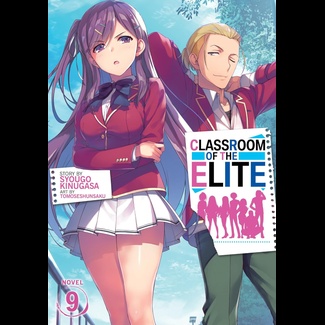 CLASSROOM
OF THE
ELITE
STORY BY
SYOUGO
KINUGASA
ART BY
TOMOSESHUNSAKU
NOVEL
9